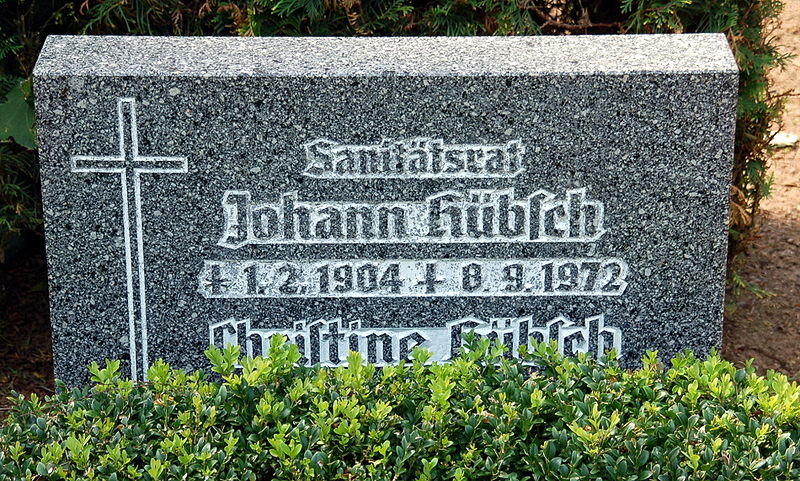 Sanitätsrat
Johann Hübſch
+ 1. 2. 1904 + 8. 9. 1972
Chriſtine Hübſch